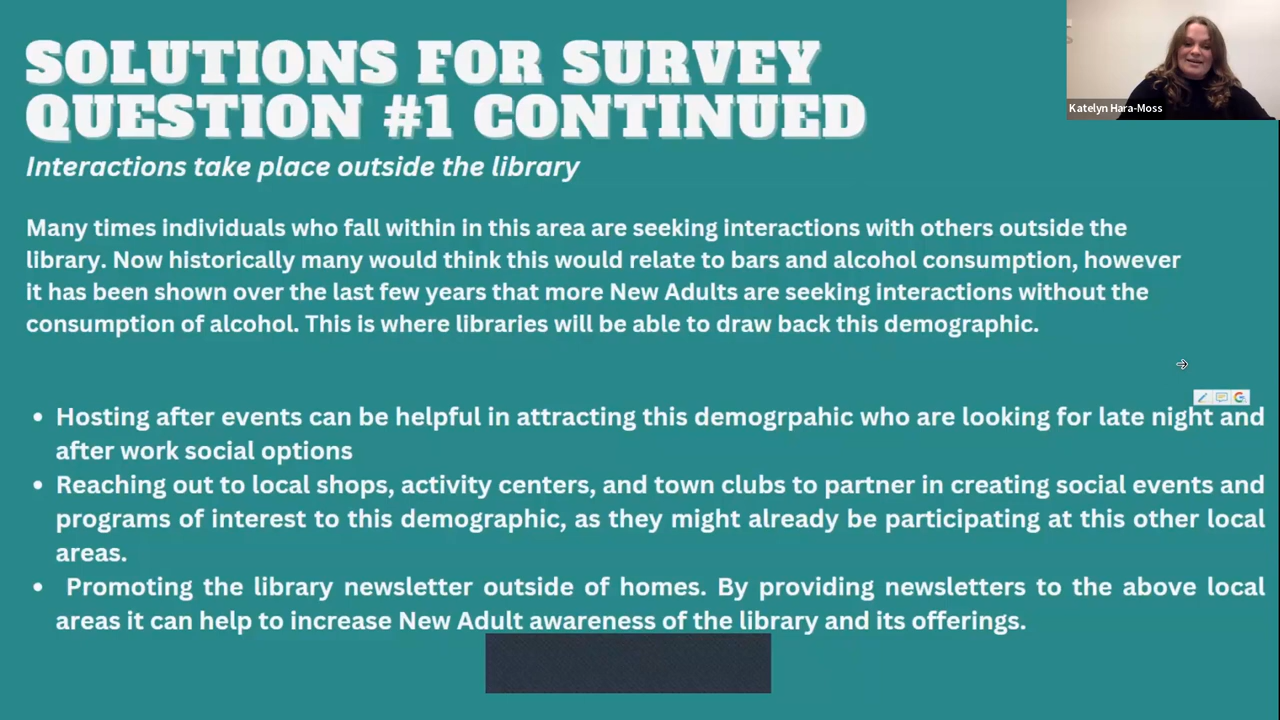 SOLUTIONS FOR SURVEY
QUESTION #1 CONTINUED
Interactions take place outside the library
Many times individuals who fall within in this area are seeking interactions with others outside the
library. Now historically many would think this would relate to bars and alcohol consumption, however
it has been shown over the last few years that more New Adults are seeking interactions without the
consumption of alcohol. This is where libraries will be able to draw back this demographic.
• Hosting after events can be helpful in attracting this demogrpahic who are looking for late night and
after work social options
• Reaching out to local shops, activity centers, and town clubs to partner in creating social events and
programs of interest to this demographic, as they might already be participating at this other local
areas.
• Promoting the library newsletter outside of homes. By providing newsletters to the above local
areas it can help to increase New Adult awareness of the library and its offerings.
Katelyn Hara-Moss